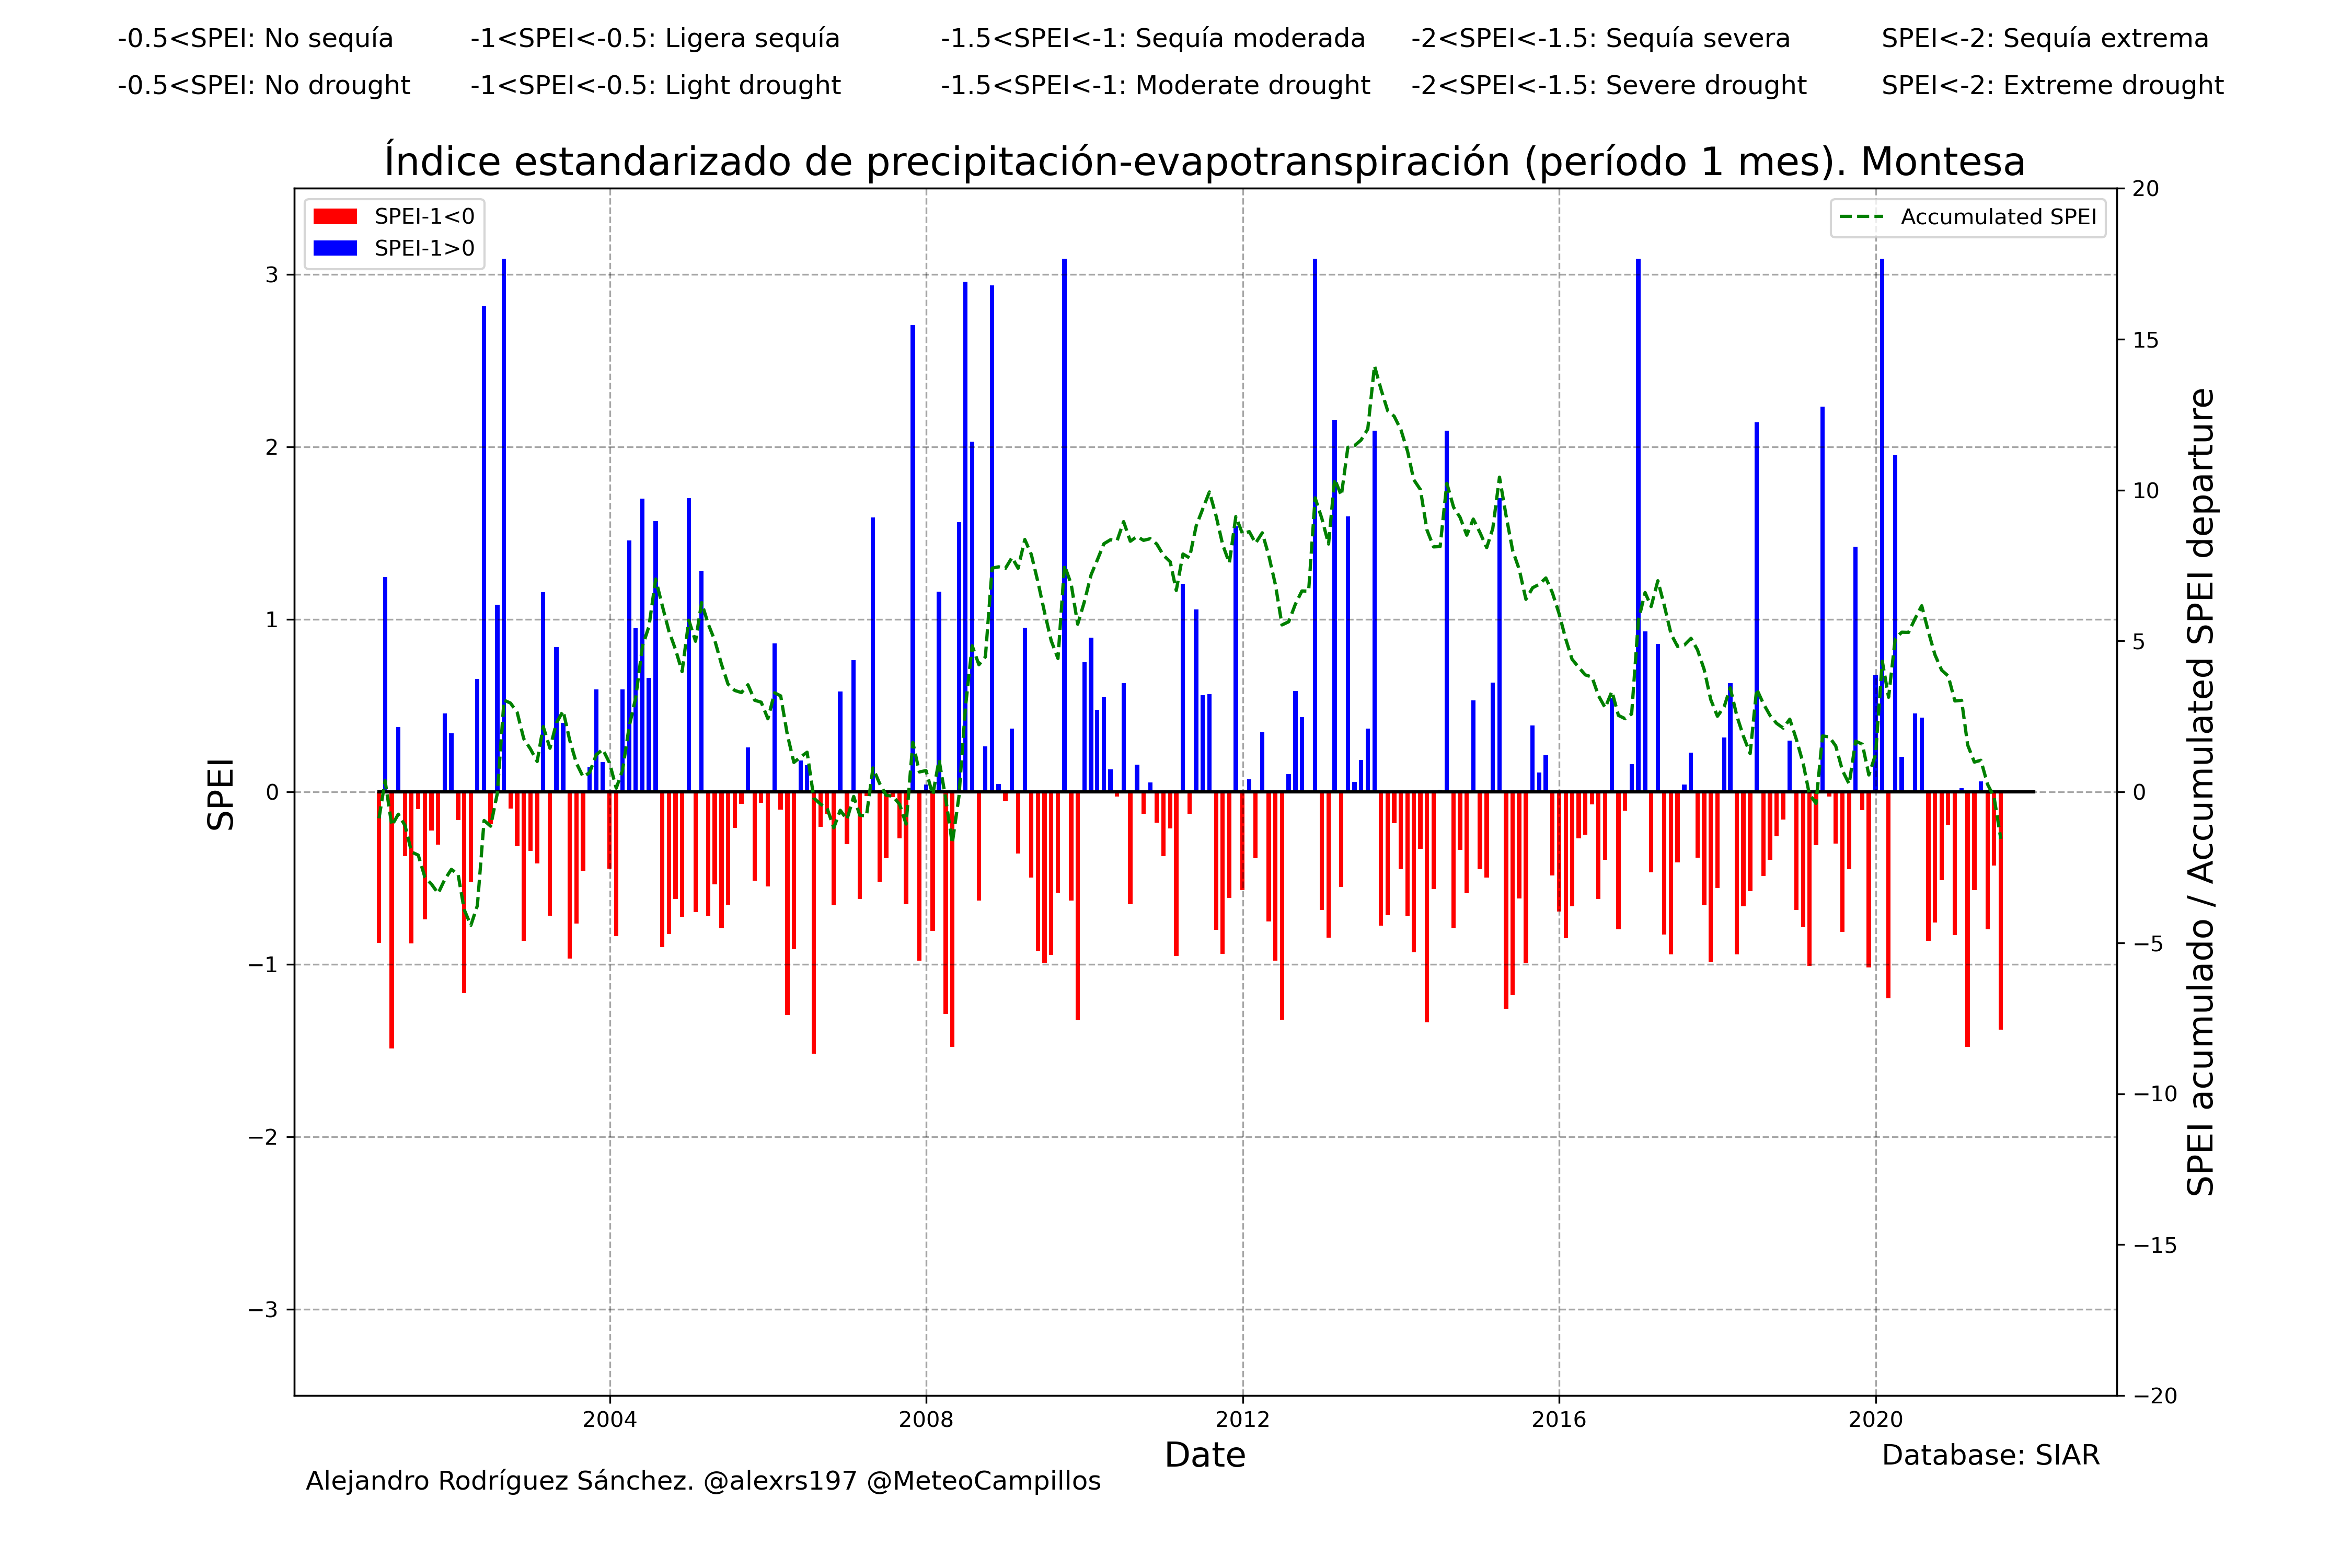 -0.5<SPEI: No sequía -1<SPEI<-0.5: Ligera sequía -1.5<SPEI<-1: Sequía moderada -2<SPEI<-1.5: Sequía severa SPEI<-2: Sequía extrema
-0.5<SPEI: No drought -1<SPEI<-0.5: Light drought -1.5<SPEI<-1: Moderate drought -2<SPEI<-1.5: Severe drought SPEI<-2: Extreme drought
Índice estandarizado de precipitación-evapotranspiración (período 1 mes). Montesa
SPEI-1<0
SPEI-1>0
Accumulated SPEI
SPEI
3
2
1
0
−1
−2
−3
20
15
10
5
0
−5
−10
−15
−20
SPEI acumulado / Accumulated SPEI departure
2004 2008 2012 2016 2020
Date
Database: SIAR
Alejandro Rodríguez Sánchez. @alexrs197 @MeteoCampillos